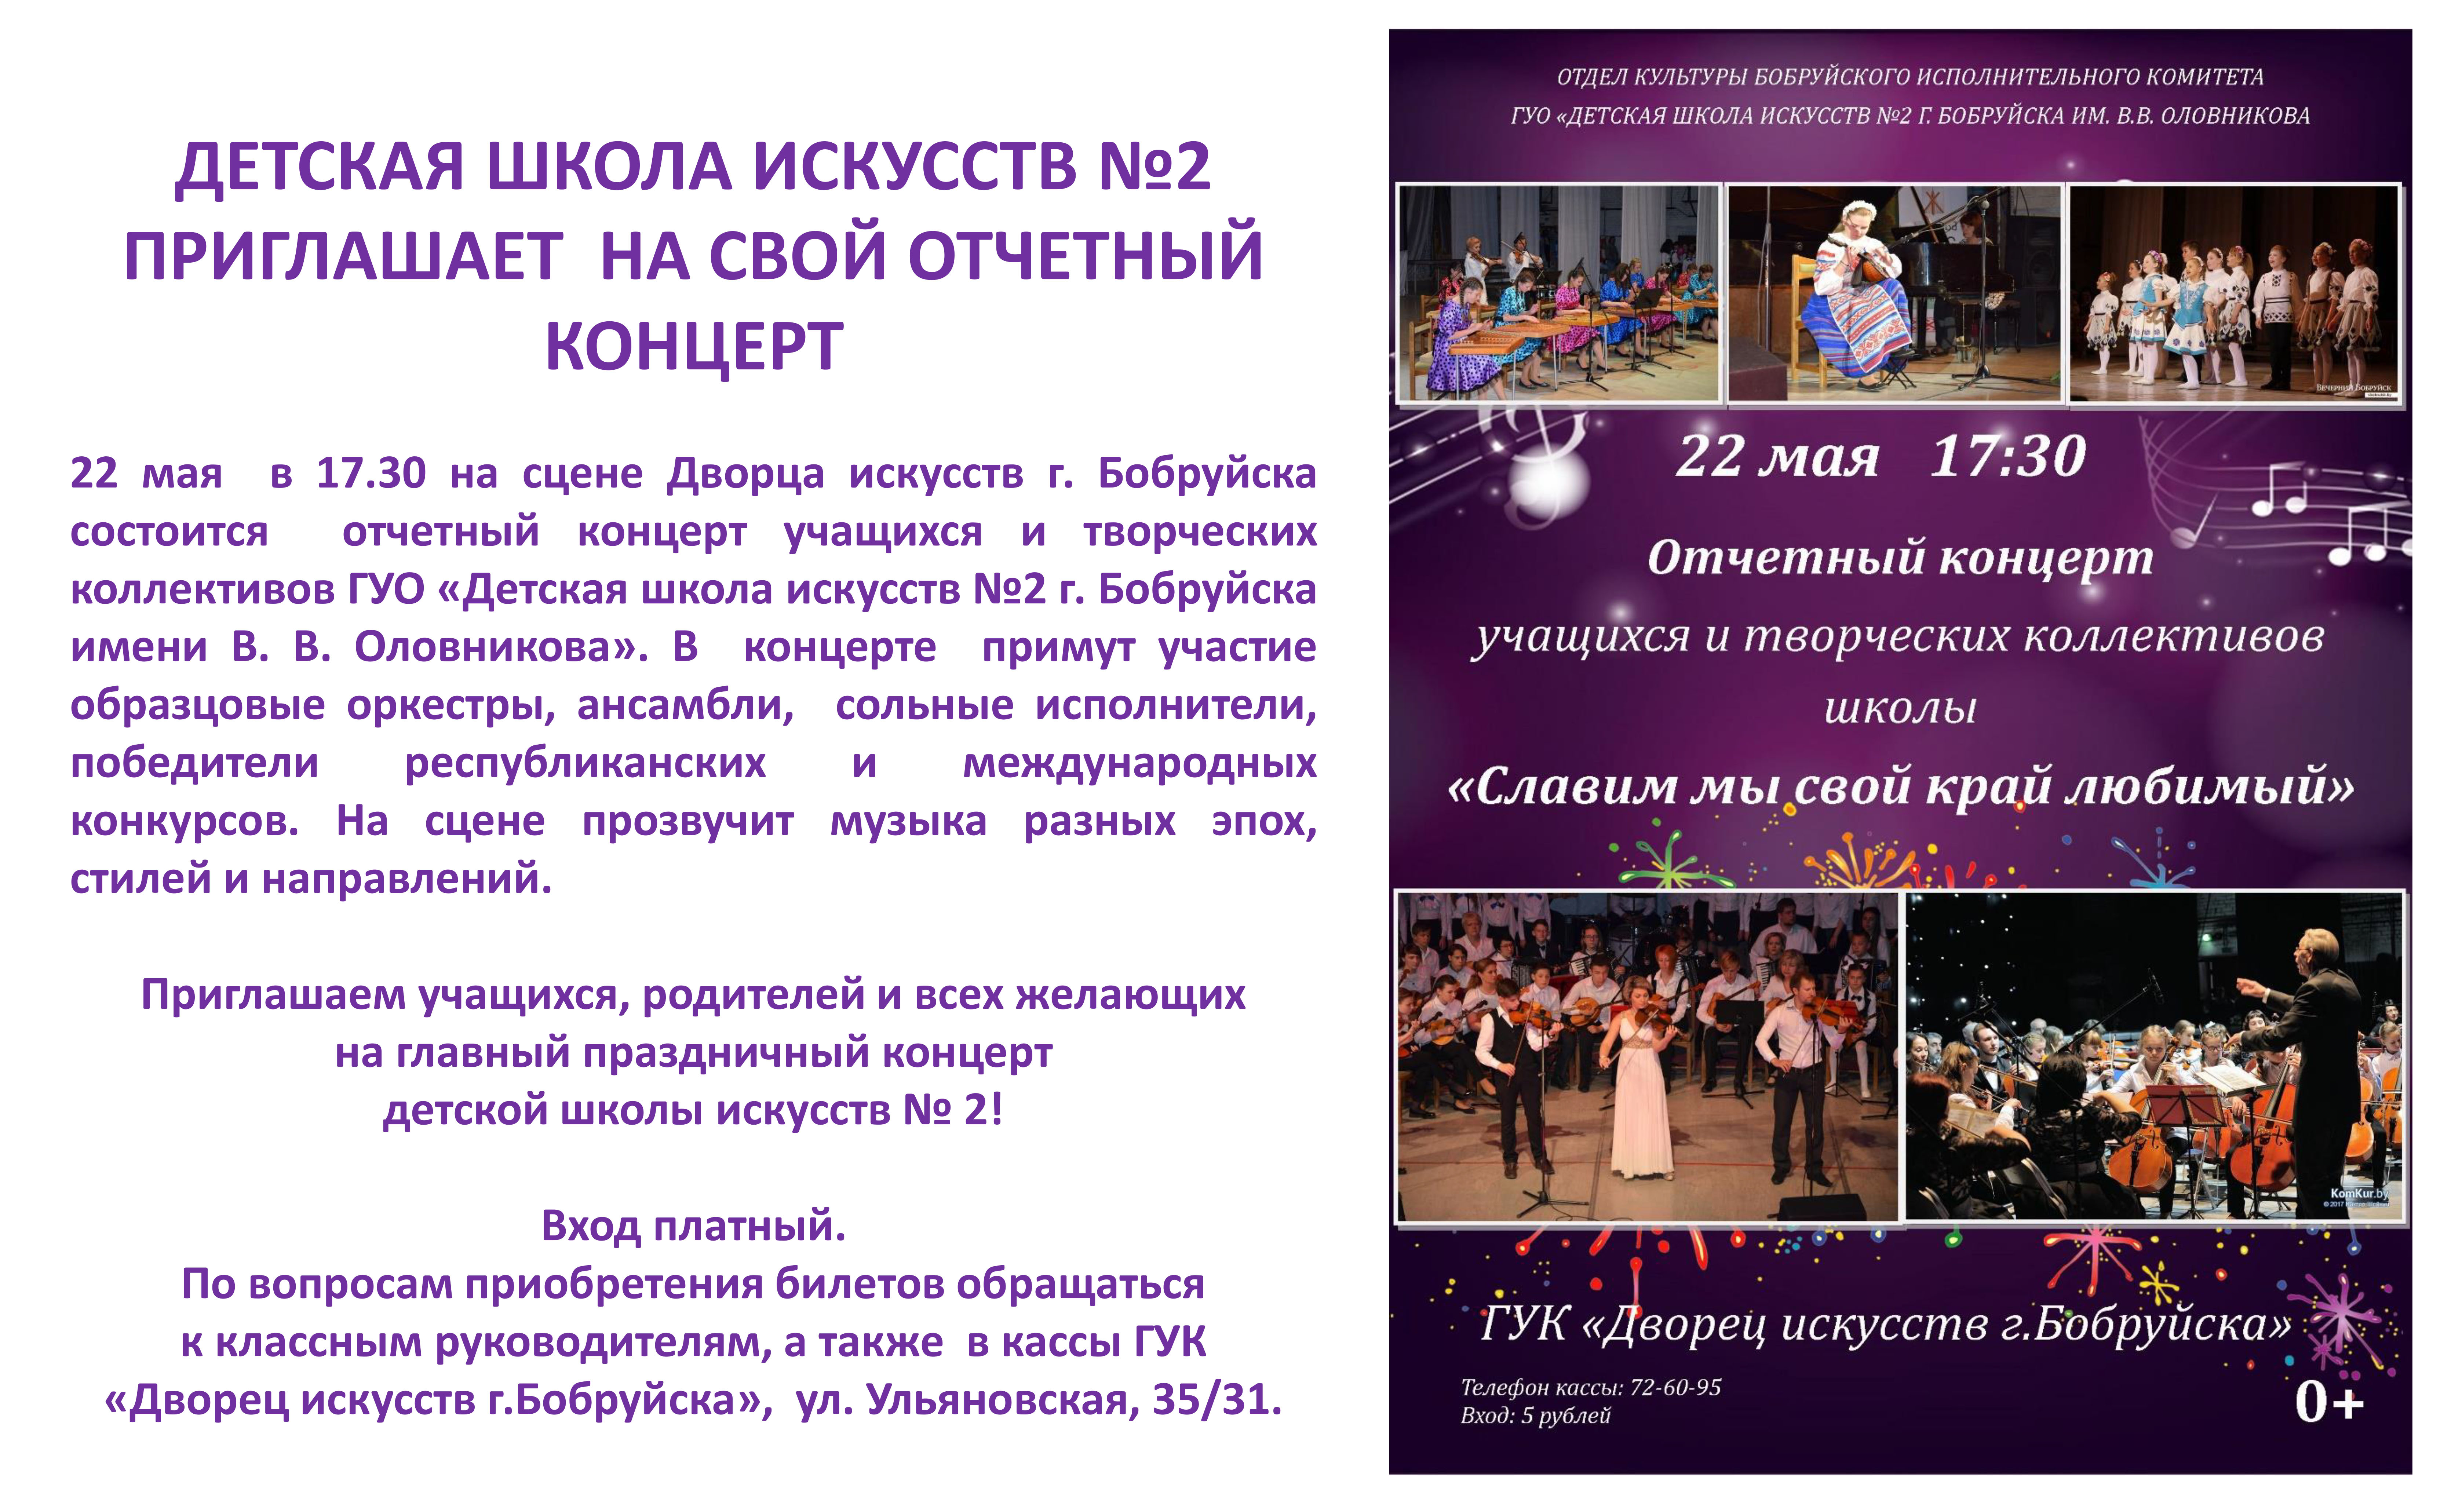 ДЕТСКАЯ ШКОЛА ИСКУССТВ №2
ПРИГЛАШАЕТ НА СВОЙ ОТЧЕТНЫЙ
КОНЦЕРТ
22 мая в 17.30 на сцене Дворца искусств г. Бобруйска
состоится отчетный концерт учащихся и творческих
коллективов ГУО «Детская школа искусств №2 г. Бобруйска
имени В. В. Оловникова». В концерте примут участие
образцовые оркестры, ансамбли, сольные исполнители,
победители республиканских и международных
конкурсов. На сцене прозвучит музыка разных эпох,
стилей и направлений.
Приглашаем учащихся, родителей и всех желающих
на главный праздничный концерт
детской школы искусств № 2!
Вход платный.
По вопросам приобретения билетов обращаться
к классным руководителям, а также в кассы ГУК
«Дворец искусств г.Бобруйска», ул. Ульяновская, 35/31.
ОТДЕЛ КУЛЬТУРЫ БОБРУЙСКОГО ИСПОЛНИТЕЛЬНОГО КОМИТЕТА
ГУО «ДЕТСКАЯ ШКОЛА ИСКУССТВ №2 Г. БОБРУЙСКА ИМ. В.В. ОЛОВНИКОВА
Вечерний Бобруйск
22 мая 17:30
Отчетный концерт
учащихся и творческих коллективов
школы
«Славим мы свой край любимый»
KomKur.by
© 2017
ГУК «Дворец искусств г.Бобруйска»
Телефон кассы: 72-60-95
Вход: 5 рублей
0+